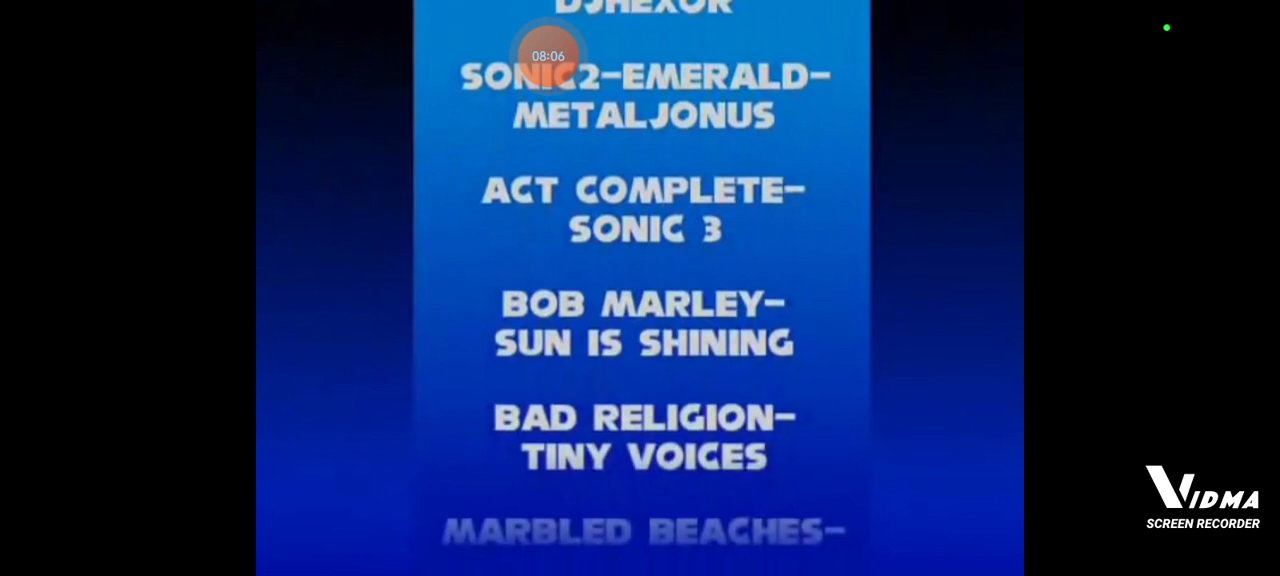 DJHEXOR
08:06
SONIC2-EMERALD-
METALJONUS
ACT COMPLETE-
SONIC 3
BOB MARLEY-
SUN IS SHINING
BAD RELIGION-
TINY VOICES
MARBLED BEACHES-
VIDMA
SCREEN RECORDER